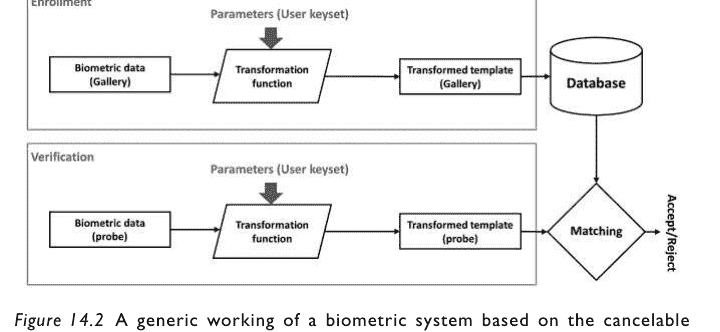 Enrollment
Parameters (User keyset)
Biometric data
(Gallery)
Transformation
function
Transformed template
(Gallery)
Database
Verification
Parameters (User keyset)
Biometric data
(probe)
Transformation
function
Transformed template
(probe)
Matching
Accept/Reject
Figure 14.2 A generic working of a biometric system based on the cancelable